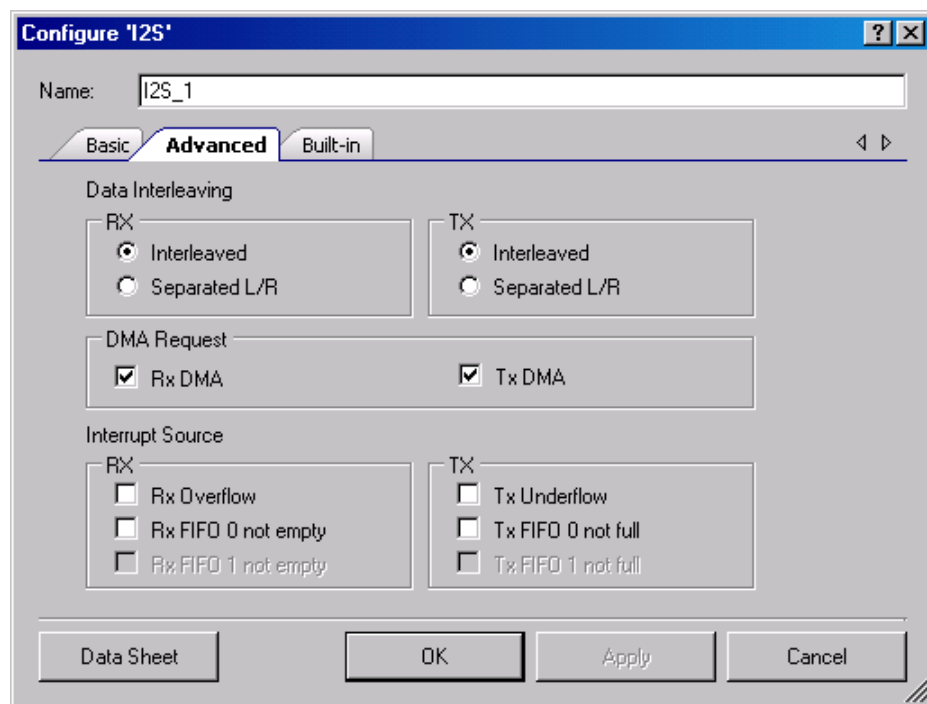 Configure 'I2S'
Name: I2S_1
Basic Advanced Built-in
Data Interleaving
RX TX
Interleaved Interleaved
Separated L/R Separated L/R
DMA Request
Rx DMA Tx DMA
Interrupt Source
RX TX
Rx Overflow Tx Underflow
Rx FIFO 0 not empty Tx FIFO 0 not full
Rx FIFO 1 not empty Tx FIFO 1 not full
Data Sheet OK Apply Cancel